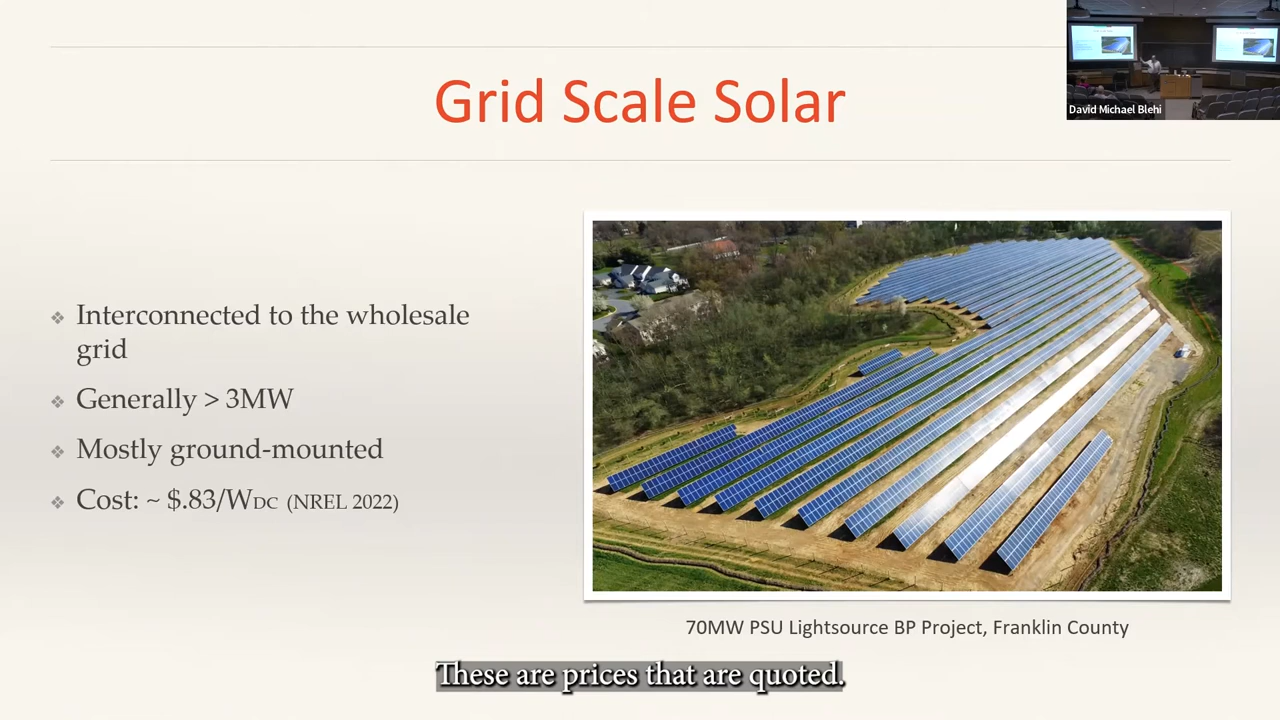 Grid Scale Solar
David Michael Blehi
❖ Interconnected to the wholesale
grid
❖ Generally > 3MW
❖ Mostly ground-mounted
❖ Cost: ~ $.83/WDC (NREL 2022)
70MW PSU Lightsource BP Project, Franklin County
These are prices that are quoted.